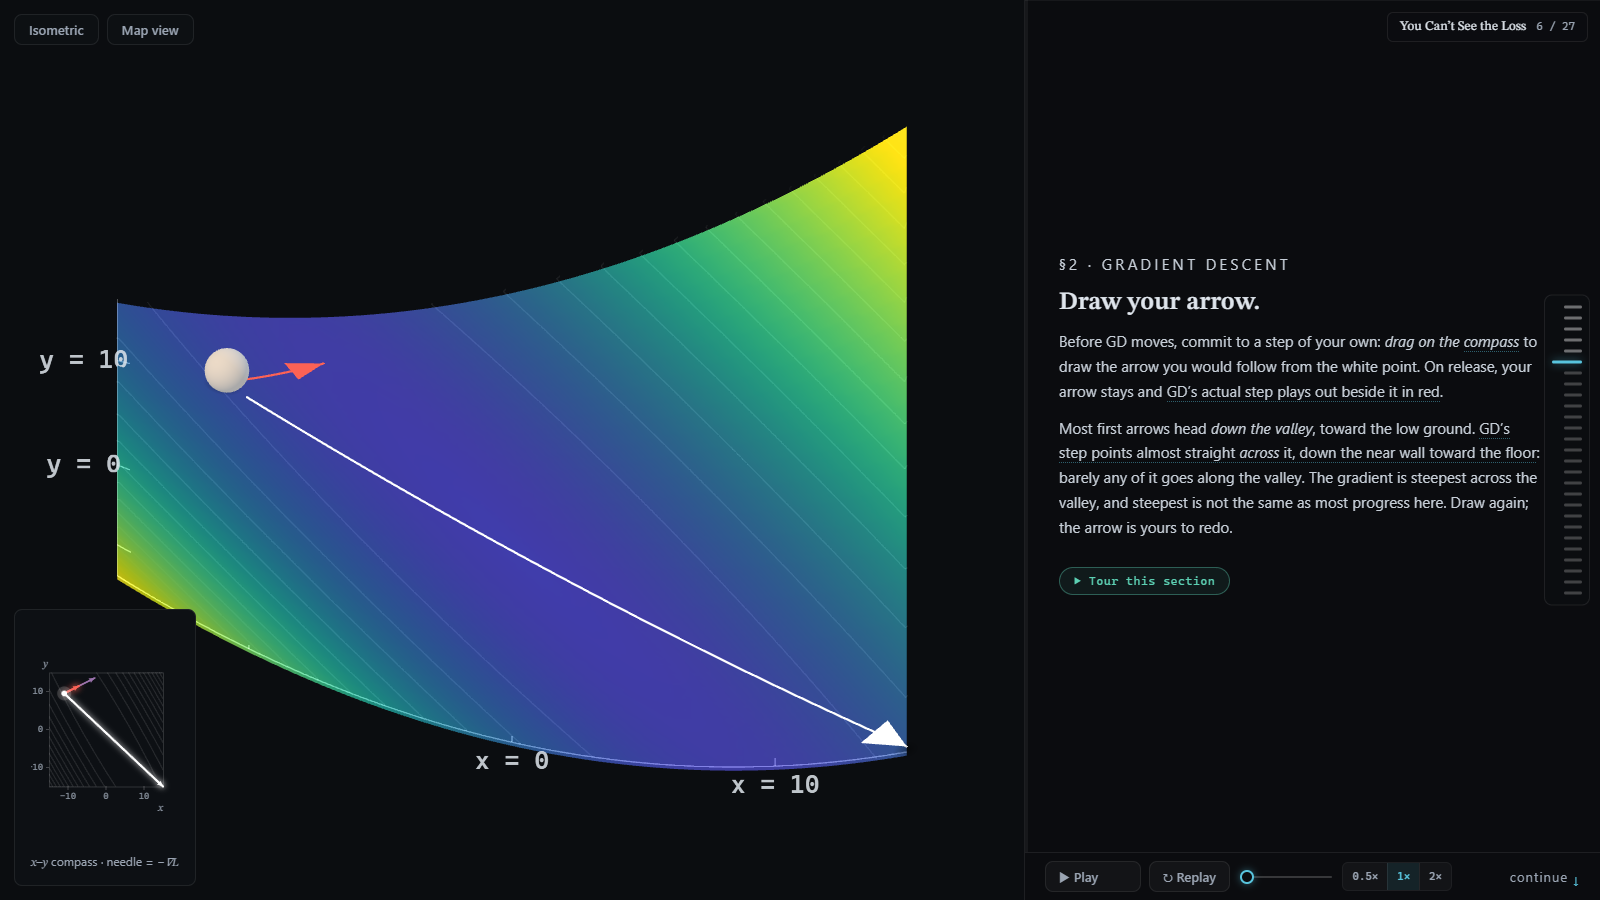 Isometric
Map view
You Can't See the Loss 6 / 27
y = 10
y = 0
x = 0
x = 10
y
10
0
-10
-10 0 10
x
x–y compass · needle = −∇L
§2 · GRADIENT DESCENT
Draw your arrow.
Before GD moves, commit to a step of your own: drag on the compass to
draw the arrow you would follow from the white point. On release, your
arrow stays and GD's actual step plays out beside it in red.
Most first arrows head down the valley, toward the low ground. GD's
step points almost straight across it, down the near wall toward the floor:
barely any of it goes along the valley. The gradient is steepest across the
valley, and steepest is not the same as most progress here. Draw again;
the arrow is yours to redo.
▶ Tour this section
▶ Play
↻ Replay
0.5×
1×
2×
continue ↓